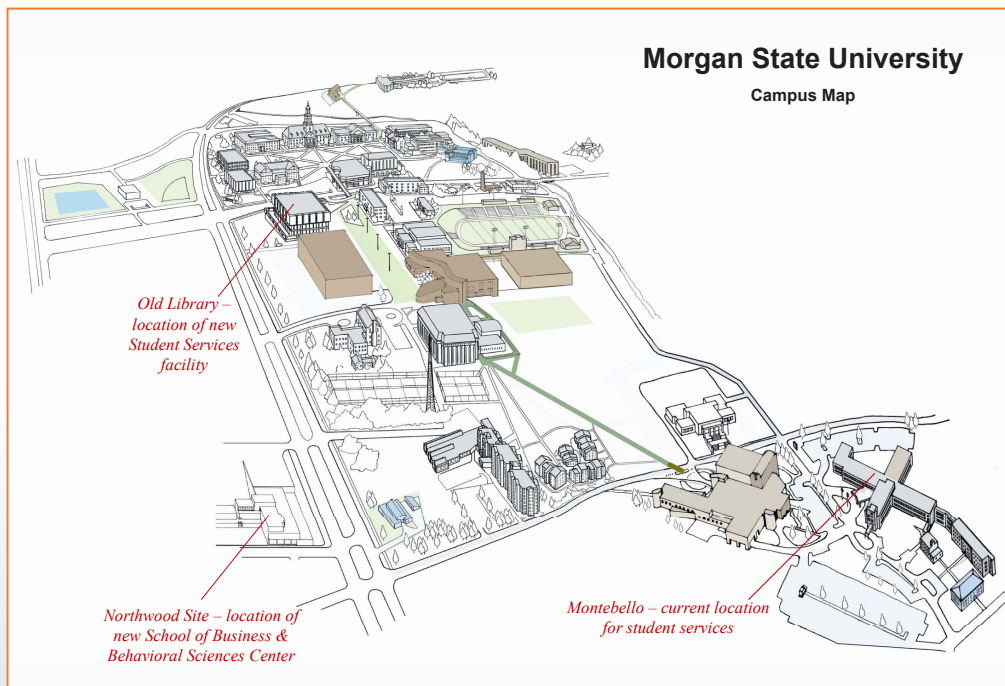 Morgan State University
Campus Map
Old Library –
location of new
Student Services
facility
Northwood Site – location of
new School of Business &
Behavioral Sciences Center
Montebello – current location
for student services